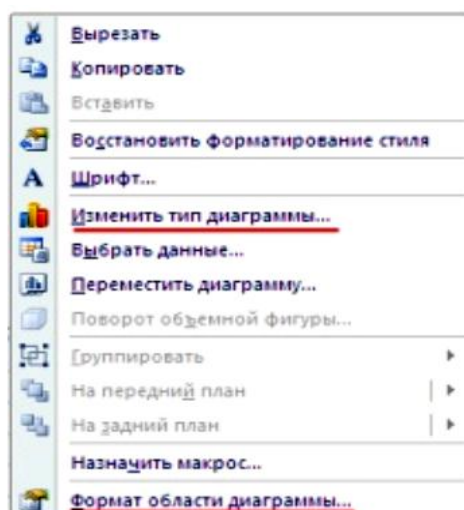 Вырезать
Копировать
Вставить
Восстановить форматирование стиля
Шрифт...
Изменить тип диаграммы...
Выбрать данные...
Переместить диаграмму...
Поворот объемной фигуры...
Группировать
На передний план
На задний план
Назначить макрос...
Формат области диаграммы...